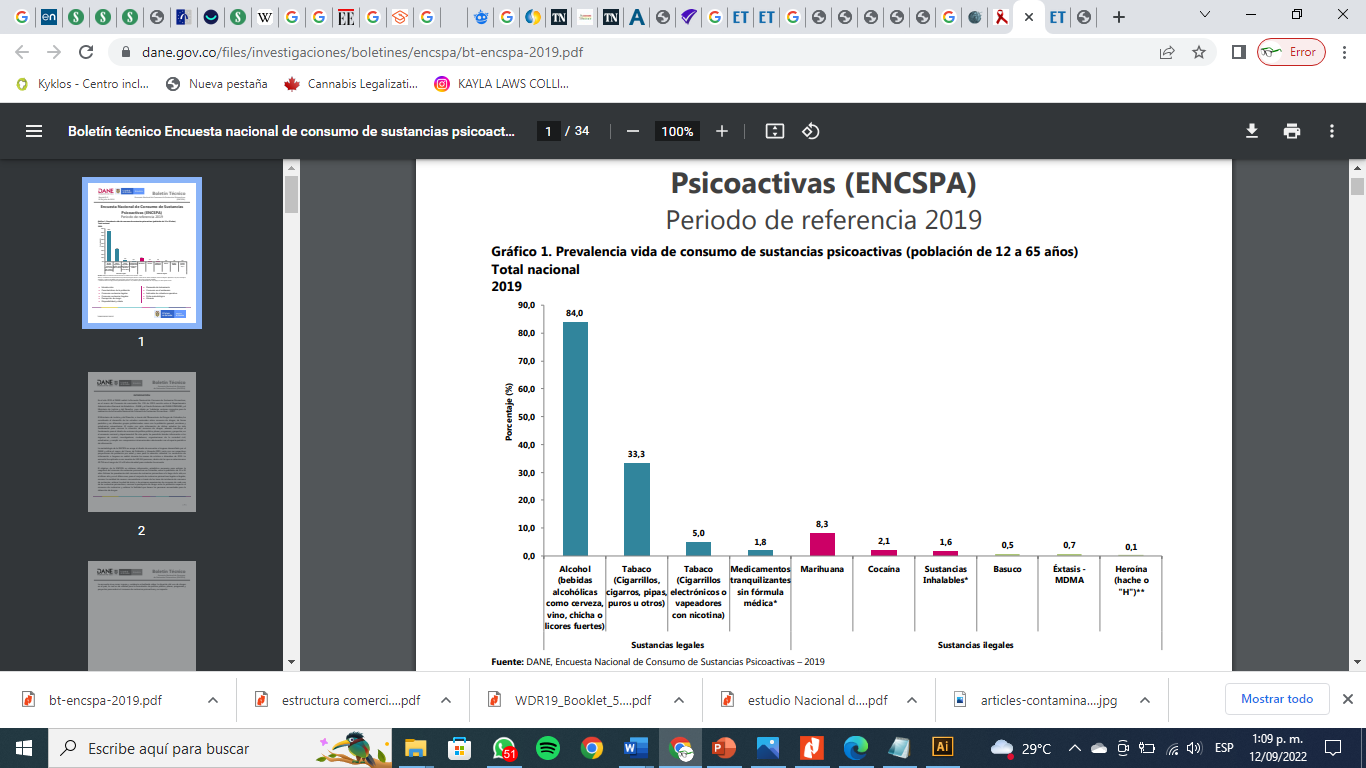 dane.gov.co/files/investigaciones/boletines/encspa/bt-encspa-2019.pdf
Error
Kyklos - Centro incl...
Nueva pestaña
Cannabis Legalizati...
KAYLA LAWS COLLI...
Boletín técnico Encuesta nacional de consumo de sustancias psicoact...
1 / 34
100%
Psicoactivas (ENCSPA)
Periodo de referencia 2019
Gráfico 1. Prevalencia vida de consumo de sustancias psicoactivas (población de 12 a 65 años)
Total nacional
2019
Porcentaje (%)
90,0
80,0
70,0
60,0
50,0
40,0
30,0
20,0
10,0
0,0
84,0
33,3
5,0
1,8
8,3
2,1
1,6
0,5
0,7
0,1
Alcohol
(bebidas
alcohólicas
como cerveza,
vino, chicha o
licores fuertes)
Tabaco
(Cigarrillos,
cigarros, pipas,
puros u otros)
Tabaco
(Cigarrillos
electrónicos o
vapeadores
con nicotina)
Medicamentos
tranquilizantes
sin fórmula
médica*
Marihuana
Cocaína
Sustancias
Inhalables*
Basuco
Éxtasis -
MDMA
Heroína
(hache o
"H")**
Sustancias legales
Sustancias ilegales
Fuente: DANE, Encuesta Nacional de Consumo de Sustancias Psicoactivas – 2019
1
2
bt-encspa-2019.pdf
estructura comerci....pdf
WDR19_Booklet_5....pdf
estudio Nacional d....pdf
articles-contamina....jpg
Mostrar todo
Escribe aquí para buscar
51
29°C
ESP
1:09 p. m.
12/09/2022